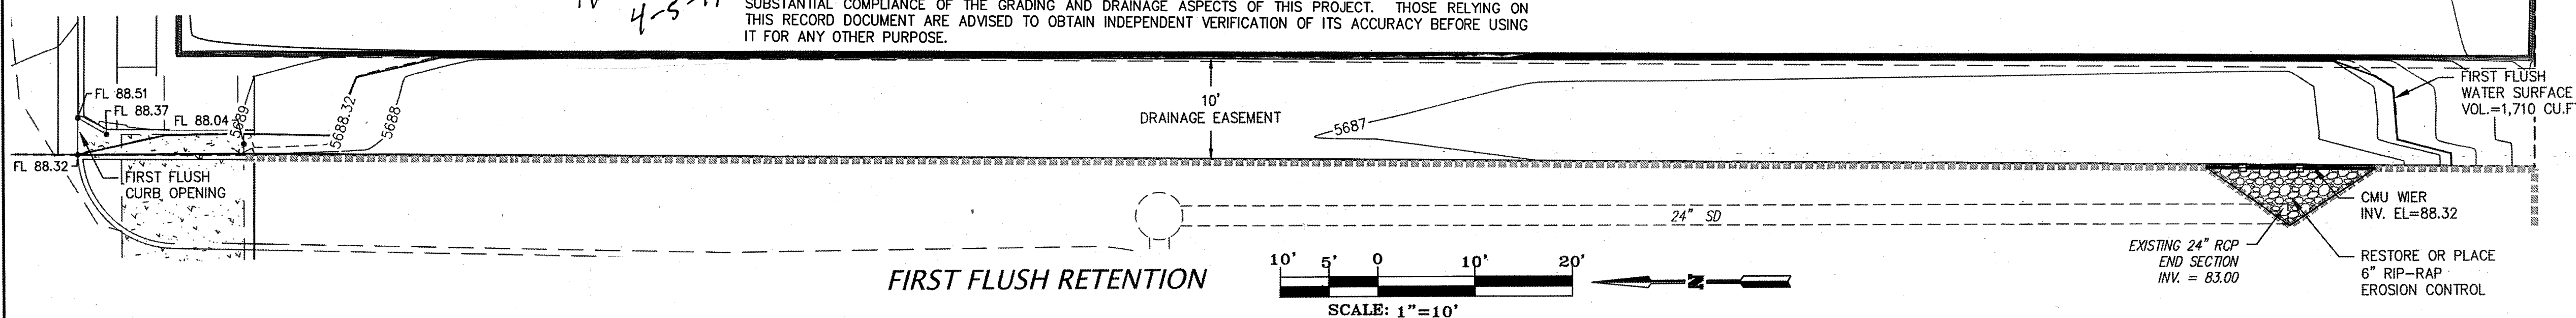 4-5-
SUBSTANTIAL COMPLIANCE OF THE GRADING AND DRAINAGE ASPECTS OF THIS PROJECT. THOSE RELYING ON
THIS RECORD DOCUMENT ARE ADVISED TO OBTAIN INDEPENDENT VERIFICATION OF ITS ACCURACY BEFORE USING
IT FOR ANY OTHER PURPOSE.
FL 88.51
FL 88.37
FL 88.04
5689
5688.32
5688
10'
DRAINAGE EASEMENT
5687
FIRST FLUSH
WATER SURFACE
VOL.=1,710 CU.FT
FL 88.32
FIRST FLUSH
CURB OPENING
24" SD
CMU WIER
INV. EL=88.32
EXISTING 24" RCP
END SECTION
INV. = 83.00
RESTORE OR PLACE
6" RIP-RAP
EROSION CONTROL
FIRST FLUSH RETENTION
10' 5' 0 10' 20'
N
SCALE: 1"=10'